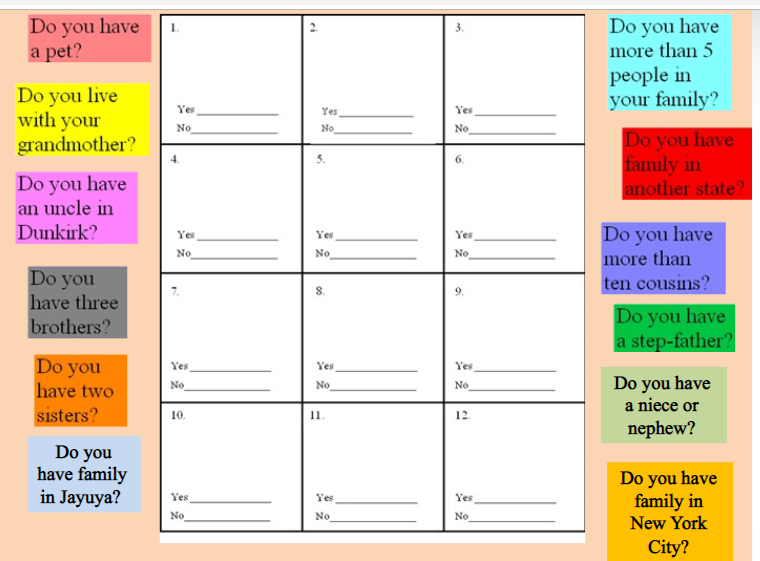 Do you have
a pet?
Do you live
with your
grandmother?
Do you have
an uncle in
Dunkirk?
Do you
have three
brothers?
Do you
have two
sisters?
Do you
have family
in Jayuya?
1.
Yes
No
2.
Yes
No
3.
Yes
No
4.
Yes
No
5.
Yes
No
6.
Yes
No
7.
Yes
No
8.
Yes
No
9.
Yes
No
10.
Yes
No
11.
Yes
No
12.
Yes
No
Do you have
more than 5
people in
your family?
Do you have
family in
another state?
Do you have
more than
ten cousins?
Do you have
a step-father?
Do you have
a niece or
nephew?
Do you have
family in
New York
City?